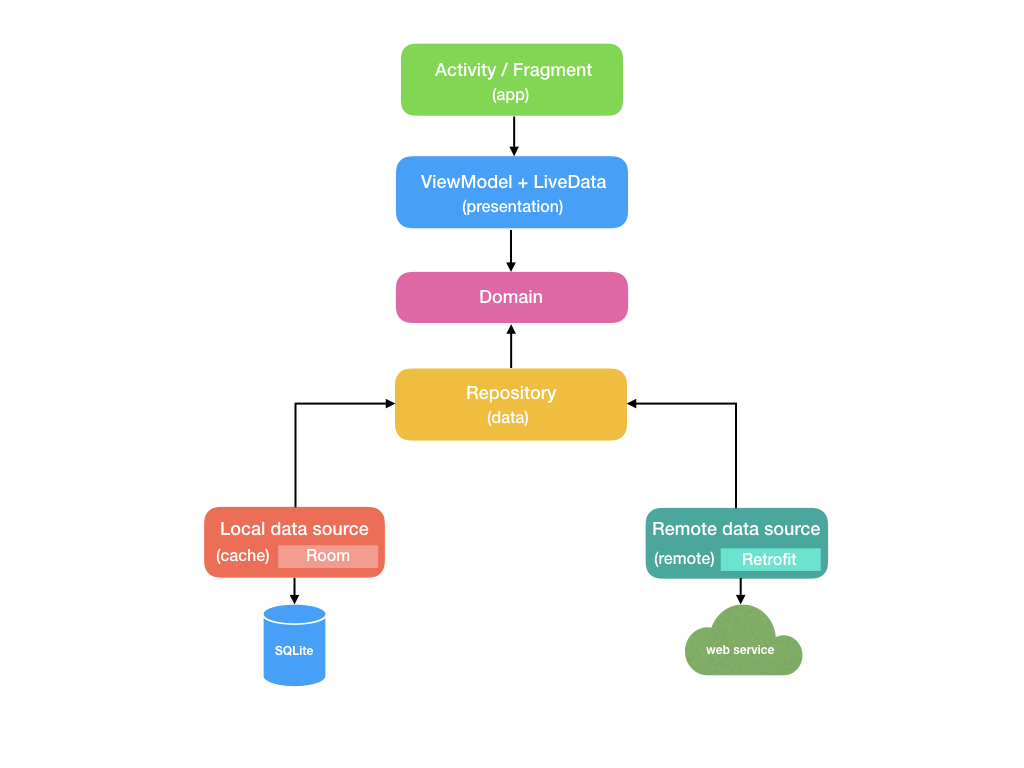 Activity / Fragment
(app)
ViewModel + LiveData
(presentation)
Domain
Repository
(data)
Local data source
(cache) Room
Remote data source
(remote) Retrofit
SQLite
web service